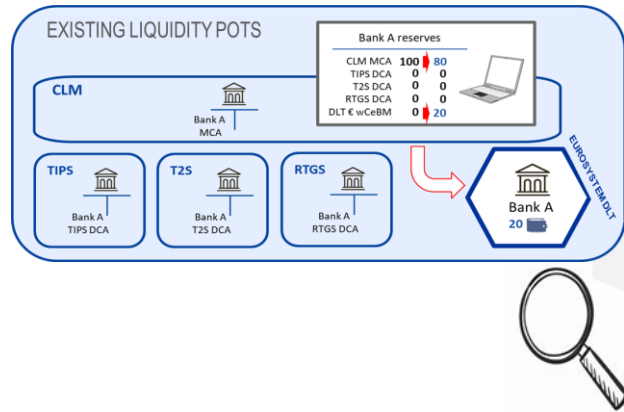 EXISTING LIQUIDITY POTS
Bank A reserves
CLM MCA 100 80
TIPS DCA 0 0
T2S DCA 0 0
RTGS DCA 0 0
DLT € wCeBM 0 20
CLM
Bank A
MCA
TIPS
Bank A
TIPS DCA
T2S
Bank A
T2S DCA
RTGS
Bank A
RTGS DCA
EUROSYSTEM DLT
Bank A
20